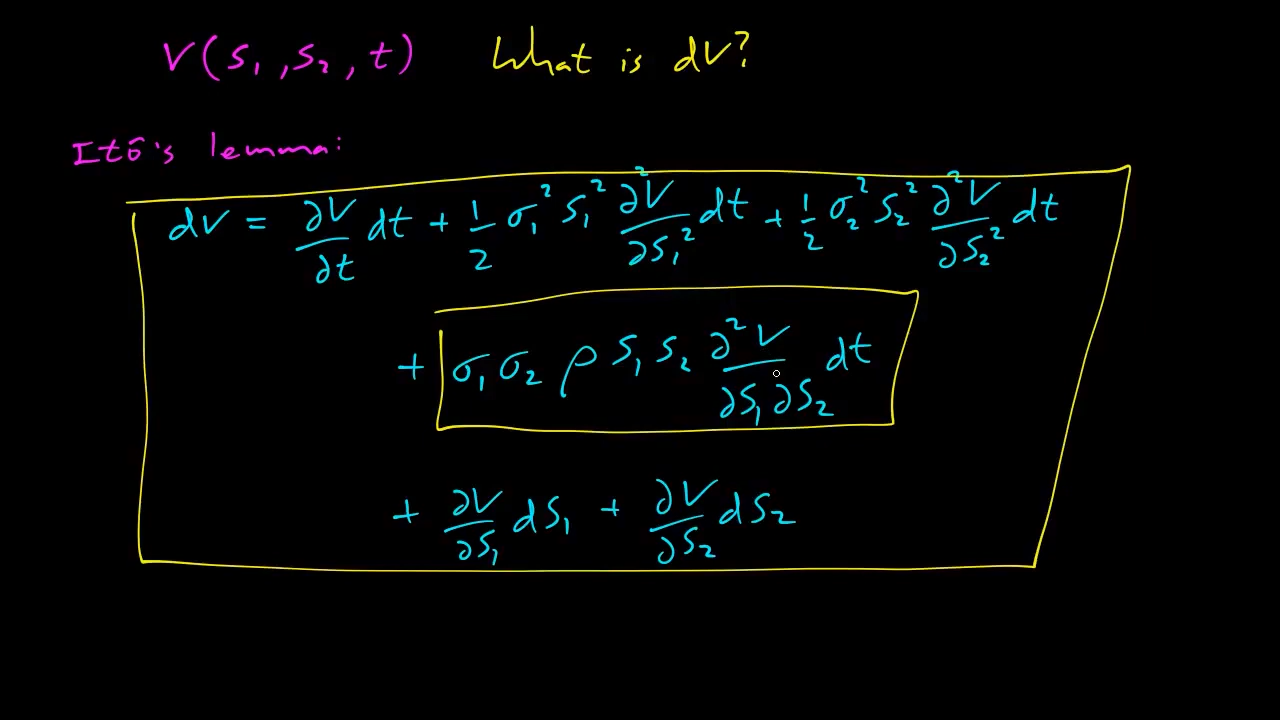 V(S₁,S₂,t) What is dV?
Itō's lemma:
dV = ∂V/∂t dt + 1/2 σ₁² S₁² ∂²V/∂S₁² dt + 1/2 σ₂² S₂² ∂²V/∂S₂² dt
+ σ₁ σ₂ ρ S₁ S₂ ∂²V/∂S₁∂S₂ dt
+ ∂V/∂S₁ dS₁ + ∂V/∂S₂ dS₂